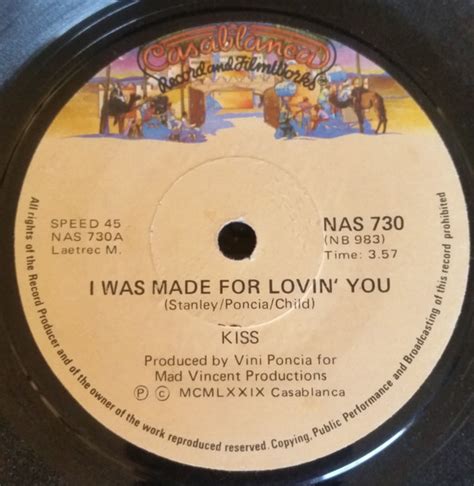 Casablanca
Record and FilmWorks
SPEED 45
NAS 730A
Laetrec M.
NAS 730
(NB 983)
Time: 3.57
I WAS MADE FOR LOVIN' YOU
(Stanley/Poncia/Child)
KISS
Produced by Vini Poncia for
Mad Vincent Productions
Ⓟ Ⓒ MCMLXXIX Casablanca
All rights of the Record Producer and of the owner of the work reproduced reserved. Copying, Public Performance and Broadcasting of this record prohibited